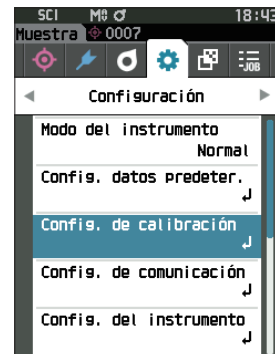 SCI M⌀ ♂ 18:43
Muestra 0007
-JOB
Configuración
Modo del instrumento
Normal
Config. datos predeter.
Config. de calibración
Config. de comunicación
Config. del instrumento